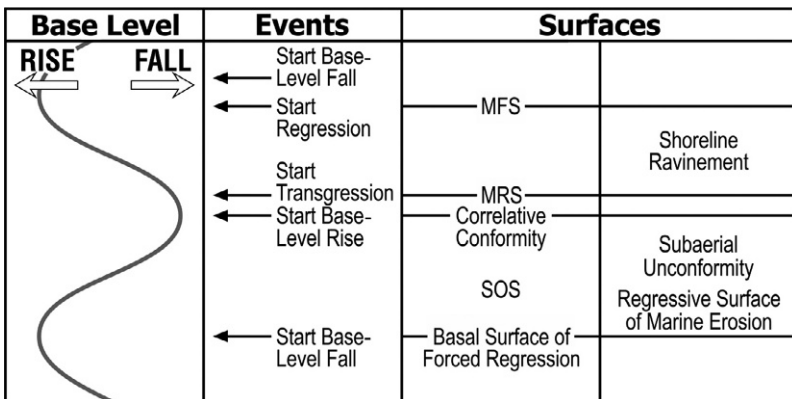 Base Level
Events
Surfaces
RISE FALL
Start Base-
Level Fall
Start
Regression
MFS
Shoreline
Ravinement
Start
Transgression
MRS
Start Base-
Level Rise
Correlative
Conformity
Subaerial
Unconformity
SOS
Regressive Surface
of Marine Erosion
Start Base-
Level Fall
Basal Surface of
Forced Regression